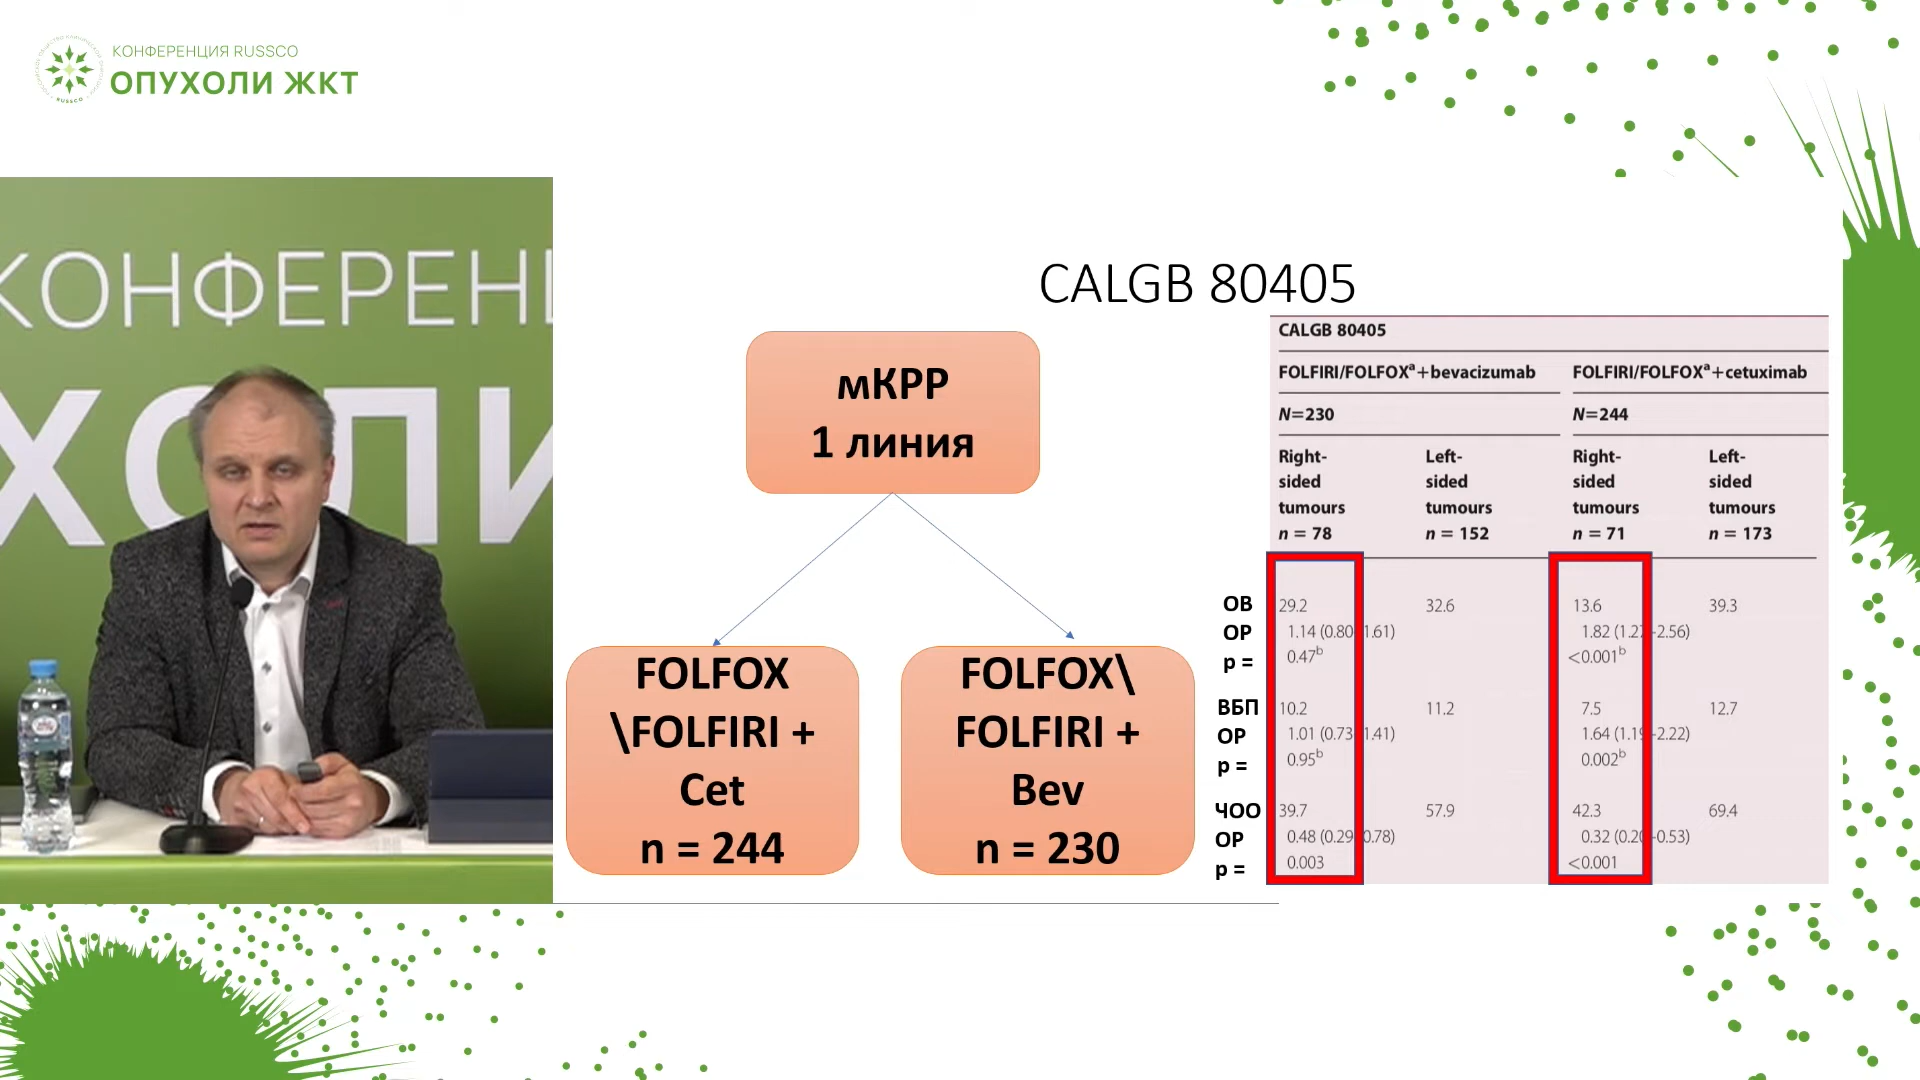 КОНФЕРЕНЦИЯ RUSSCO
ОПУХОЛИ ЖКТ
RUSSCO
КОНФЕРЕН
ХОЛИ
CALGB 80405
мКРР
1 линия
FOLFOX
\FOLFIRI +
Cet
n = 244
FOLFOX\
FOLFIRI +
Bev
n = 230
CALGB 80405
FOLFIRI/FOLFOXª+bevacizumab FOLFIRI/FOLFOXª+cetuximab
N=230 N=244
Right-sided tumours n = 78 Left-sided tumours n = 152 Right-sided tumours n = 71 Left-sided tumours n = 173
ОВ 29.2 32.6 13.6 39.3
ОР 1.14 (0.80 1.61) 1.82 (1.27-2.56)
p = 0.47ᵇ <0.001ᵇ
ВБП 10.2 11.2 7.5 12.7
ОР 1.01 (0.73 1.41) 1.64 (1.19-2.22)
p = 0.95ᵇ 0.002ᵇ
ЧОО 39.7 57.9 42.3 69.4
ОР 0.48 (0.29 0.78) 0.32 (0.20-0.53)
p = 0.003 <0.001